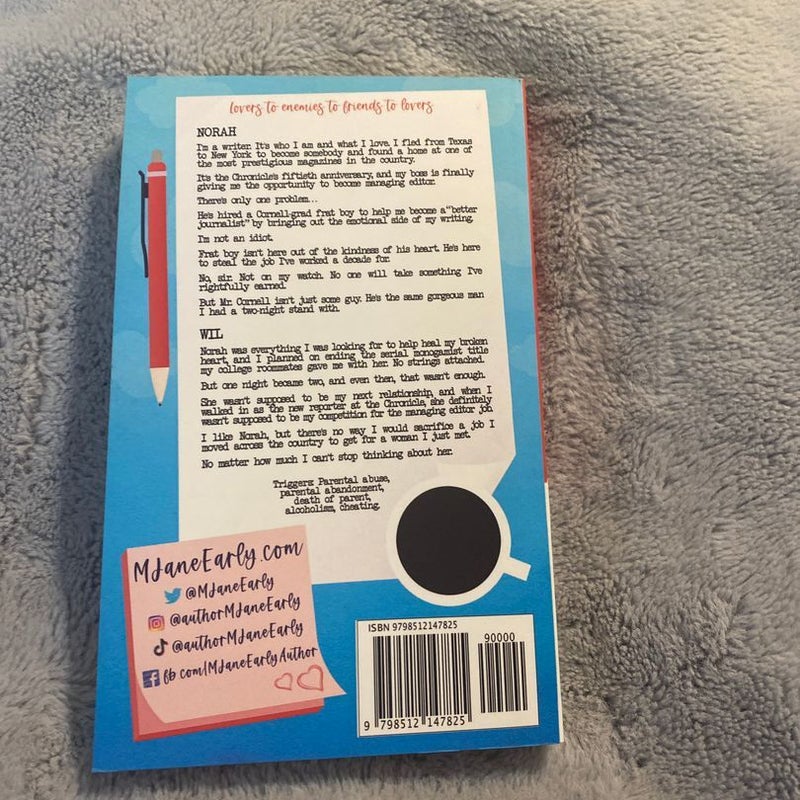 lovers to enemies to friends to lovers
NORAH
I'm a writer. It's who I am and what I love. I fled from Texas
to New York to become somebody and found a home at one of
the most prestigious magazines in the country.
It's the Chronicle's fiftieth anniversary, and my boss is finally
giving me the opportunity to become managing editor.
There's only one problem...
He's hired a Cornell-grad frat boy to help me become a "better
journalist" by bringing out the emotional side of my writing.
I'm not an idiot.
Frat boy isn't here out of the kindness of his heart. He's here
to steal the job I've worked a decade for.
No, sir. Not on my watch. No one will take something I've
rightfully earned.
But Mr. Cornell isn't just some guy. He's the same gorgeous man
I had a two-night stand with.
WIL
Norah was everything I was looking for to help heal my broken
heart, and I planned on ending the serial monogamist title
my college roommates gave me with her. No strings attached.
But one night became two, and even then, that wasn't enough.
She wasn't supposed to be my next relationship, and when I
walked in as the new reporter at the Chronicle, she definitely
wasn't supposed to be my competition for the managing editor job.
I like Norah, but there's no way I would sacrifice a job I
moved across the country to get for a woman I just met.
No matter how much I can't stop thinking about her.
Triggers: Parental abuse,
parental abandonment,
death of parent,
alcoholism, cheating.
MJaneEarly.com
@MJaneEarly
@authorMJaneEarly
@authorMJaneEarly
fb.com/MJaneEarlyAuthor
ISBN 9798512147825
90000
9 798512 147825